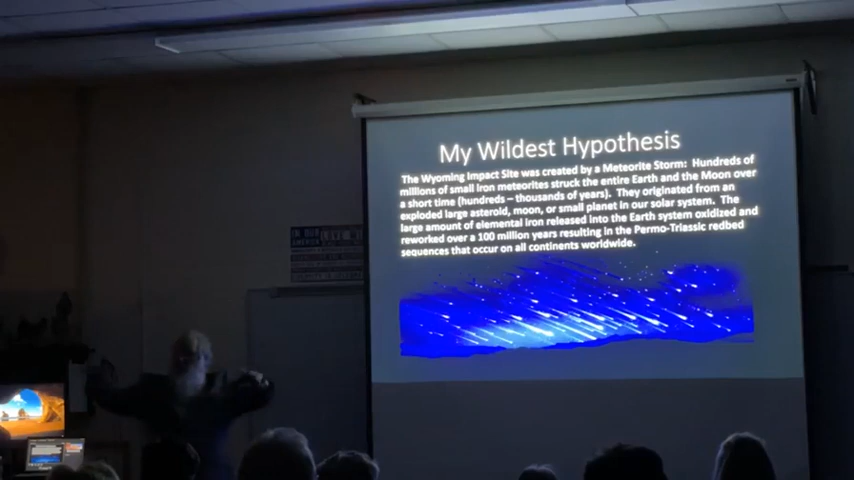 My Wildest Hypothesis
The Wyoming Impact Site was created by a Meteorite Storm: Hundreds of
millions of small iron meteorites struck the entire Earth and the Moon over
a short time (hundreds – thousands of years). They originated from an
exploded large asteroid, moon, or small planet in our solar system. The
large amount of elemental iron released into the Earth system oxidized and
reworked over a 100 million years resulting in the Permo-Triassic redbed
sequences that occur on all continents worldwide.
IN OUR
AMERICA